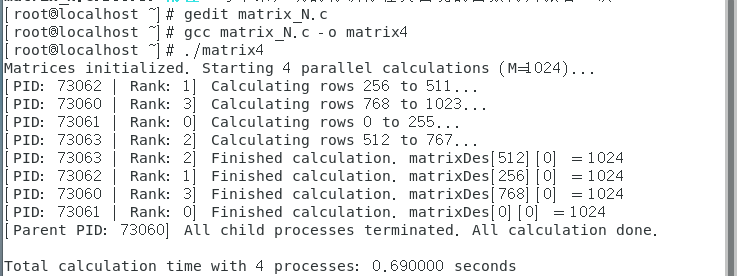 [root@localhost ~]# gedit matrix_N.c
[root@localhost ~]# gcc matrix_N.c -o matrix4
[root@localhost ~]# ./matrix4
Matrices initialized. Starting 4 parallel calculations (M=1024)...
[PID: 73062 | Rank: 1] Calculating rows 256 to 511...
[PID: 73060 | Rank: 3] Calculating rows 768 to 1023...
[PID: 73061 | Rank: 0] Calculating rows 0 to 255...
[PID: 73063 | Rank: 2] Calculating rows 512 to 767...
[PID: 73063 | Rank: 2] Finished calculation. matrixDes[512][0] =1024
[PID: 73062 | Rank: 1] Finished calculation. matrixDes[256][0] =1024
[PID: 73060 | Rank: 3] Finished calculation. matrixDes[768][0] =1024
[PID: 73061 | Rank: 0] Finished calculation. matrixDes[0][0] =1024
[Parent PID: 73060] All child processes terminated. All calculation done.
Total calculation time with 4 processes: 0.690000 seconds